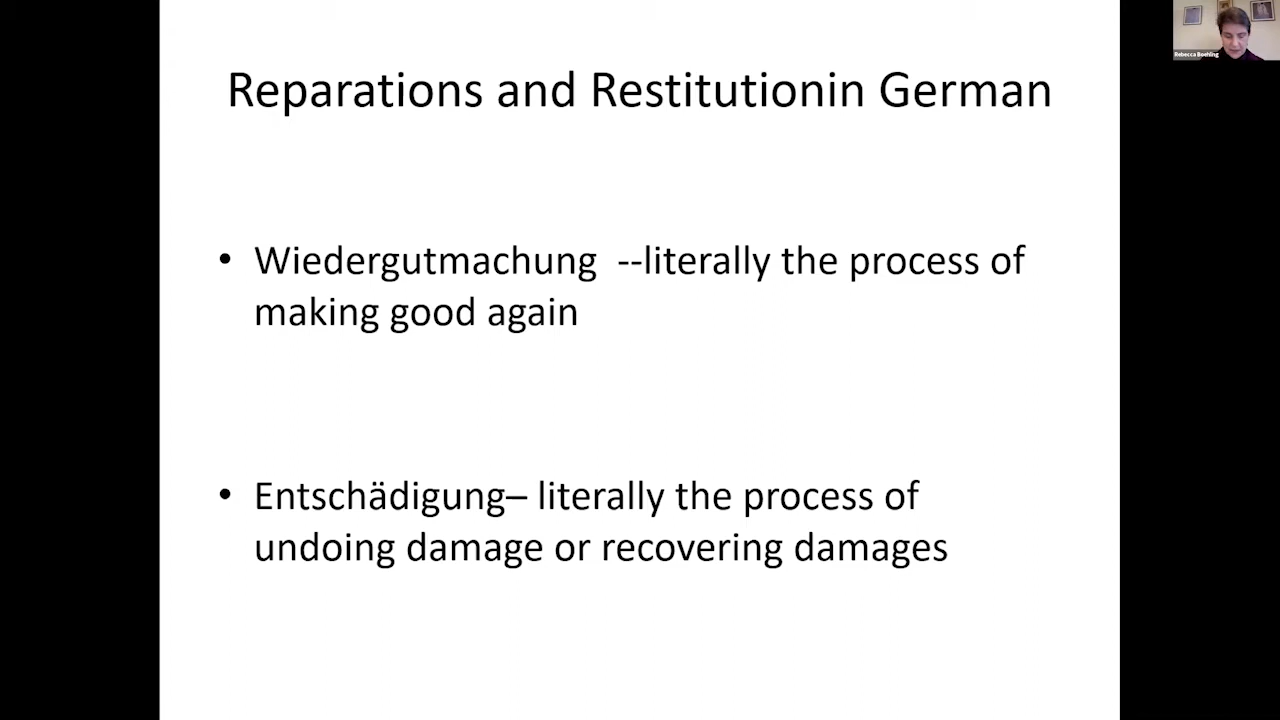 Reparations and Restitutionin German
• Wiedergutmachung --literally the process of
making good again
• Entschädigung– literally the process of
undoing damage or recovering damages
Rebecca Boehling